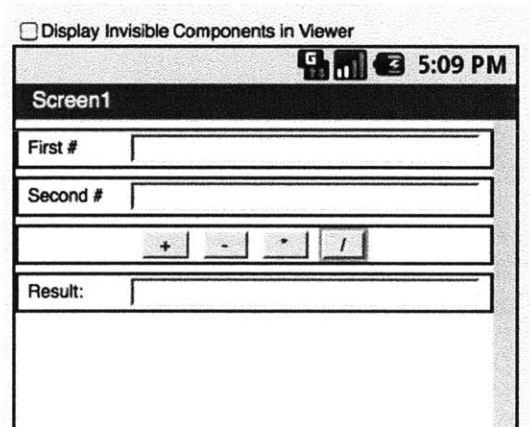 Display Invisible Components in Viewer
G 5:09 PM
Screen1
First #
Second #
+ - * /
Result: